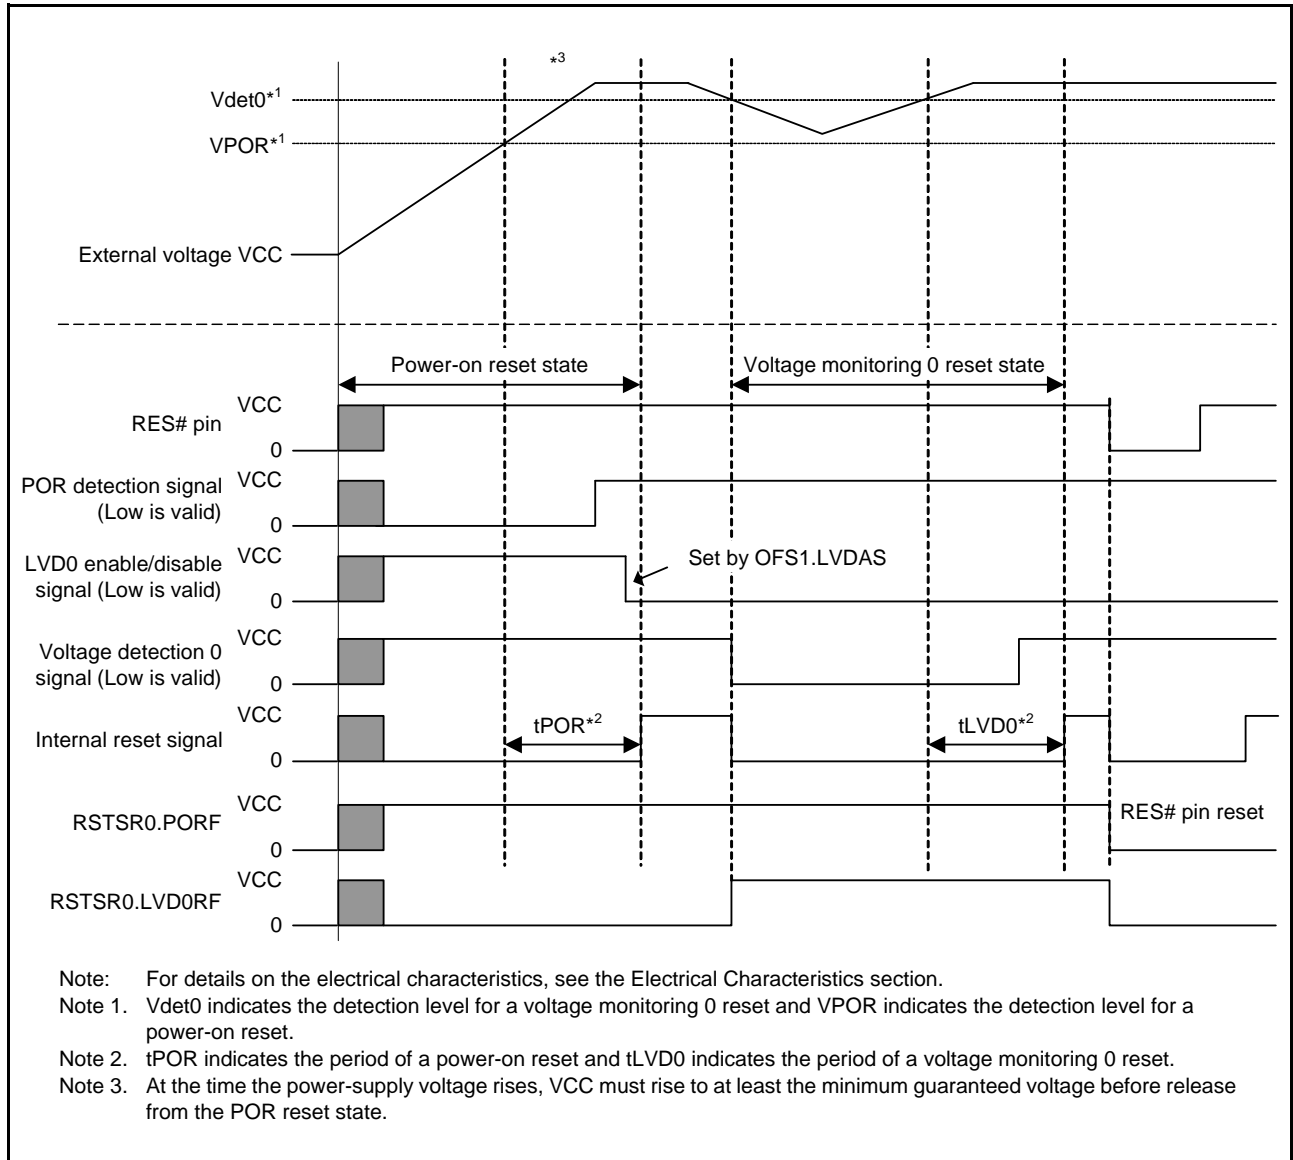 *3
Vdet0*1
VPOR*1
External voltage VCC
Power-on reset state
Voltage monitoring 0 reset state
RES# pin
VCC
0
POR detection signal
(Low is valid)
VCC
0
LVD0 enable/disable
signal (Low is valid)
VCC
0
Set by OFS1.LVDAS
Voltage detection 0
signal (Low is valid)
VCC
0
Internal reset signal
VCC
0
tPOR*2
tLVD0*2
RSTSR0.PORF
VCC
0
RES# pin reset
RSTSR0.LVD0RF
VCC
0
Note: For details on the electrical characteristics, see the Electrical Characteristics section.
Note 1. Vdet0 indicates the detection level for a voltage monitoring 0 reset and VPOR indicates the detection level for a
power-on reset.
Note 2. tPOR indicates the period of a power-on reset and tLVD0 indicates the period of a voltage monitoring 0 reset.
Note 3. At the time the power-supply voltage rises, VCC must rise to at least the minimum guaranteed voltage before release
from the POR reset state.